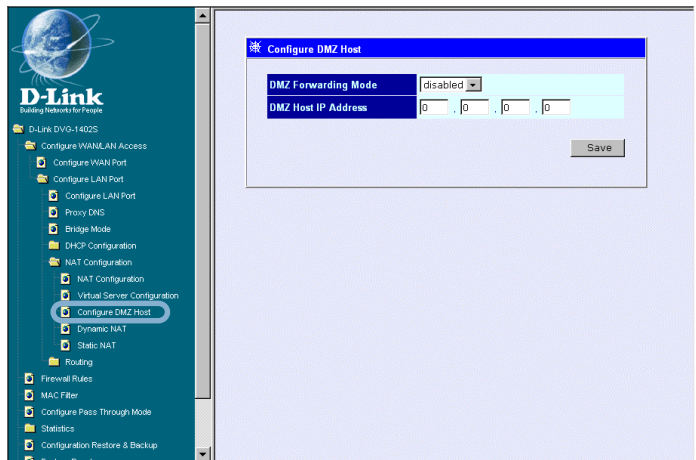 D-Link
Building Networks for People
D-Link DVG-1402S
Configure WAN/LAN Access
Configure WAN Port
Configure LAN Port
Configure LAN Port
Proxy DNS
Bridge Mode
DHCP Configuration
NAT Configuration
NAT Configuration
Virtual Server Configuration
Configure DMZ Host
Dynamic NAT
Static NAT
Routing
Firewall Rules
MAC Filter
Configure Pass Through Mode
Statistics
Configuration Restore & Backup
Configure DMZ Host
DMZ Forwarding Mode disabled
DMZ Host IP Address 0 . 0 . 0 . 0
Save